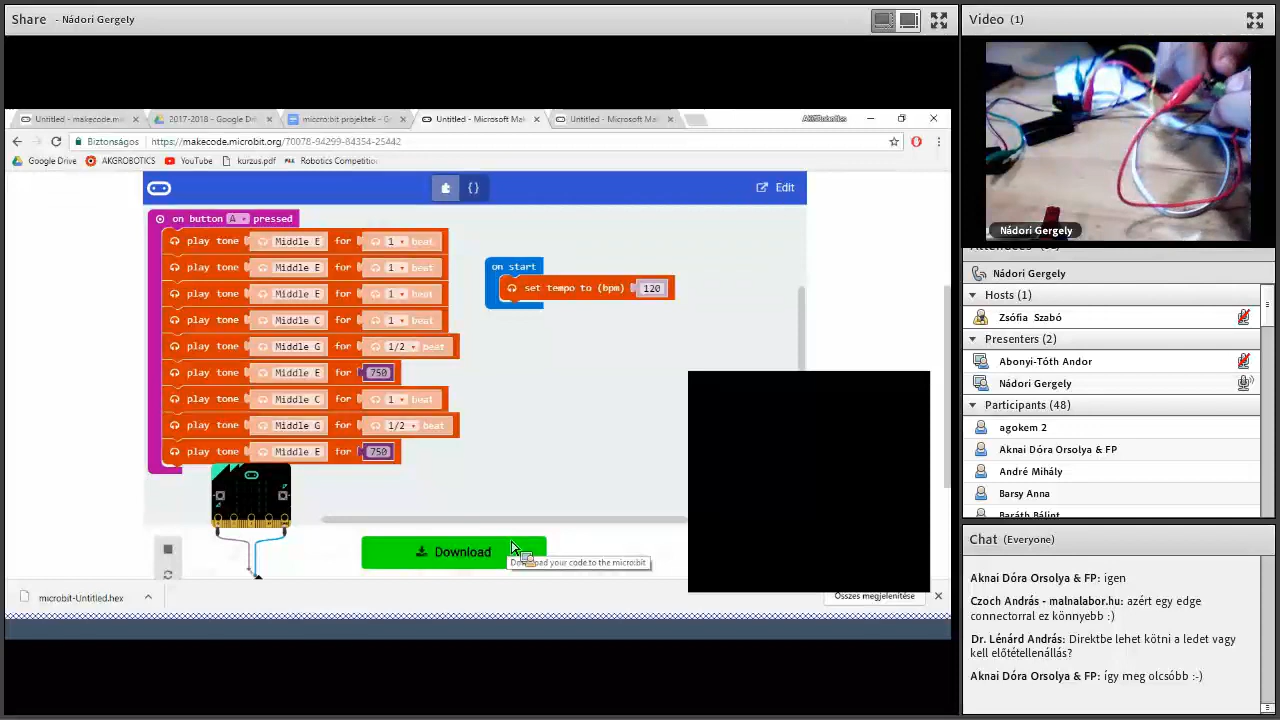 Share - Nádori Gergely
Video (1)
Untitled - makecode.mi
2017-2018 - Google Dri
micro:bit projektek - G
Untitled - Microsoft Mak
Untitled - Microsoft Ma
Biztonságos
https://makecode.microbit.org/70078-94299-84354-25442
Google Drive
AKGROBOTICS
YouTube
kurzus.pdf
Robotics Competitio
Edit
{}
on button A pressed
play tone Middle E for 1 beat
play tone Middle E for 1 beat
play tone Middle E for 1 beat
play tone Middle C for 1 beat
play tone Middle G for 1/2 beat
play tone Middle E for 750
play tone Middle C for 1 beat
play tone Middle G for 1/2 beat
play tone Middle E for 750
on start
set tempo to (bpm) 120
Download
Download your code to the micro:bit
microbit-Untitled.hex
Összes megjelenítése
Nádori Gergely
Nádori Gergely
Hosts (1)
Zsófia Szabó
Presenters (2)
Abonyi-Tóth Andor
Nádori Gergely
Participants (48)
agokem 2
Aknai Dóra Orsolya & FP
André Mihály
Barsy Anna
Baráth Bálint
Chat (Everyone)
Aknai Dóra Orsolya & FP: igen
Czoch András - malnalabor.hu: azért egy edge
connectorral ez könnyebb :)
Dr. Lénárd András: Direktbe lehet kötni a ledet vagy
kell előtétellenállás?
Aknai Dóra Orsolya & FP: így meg olcsóbb :-)